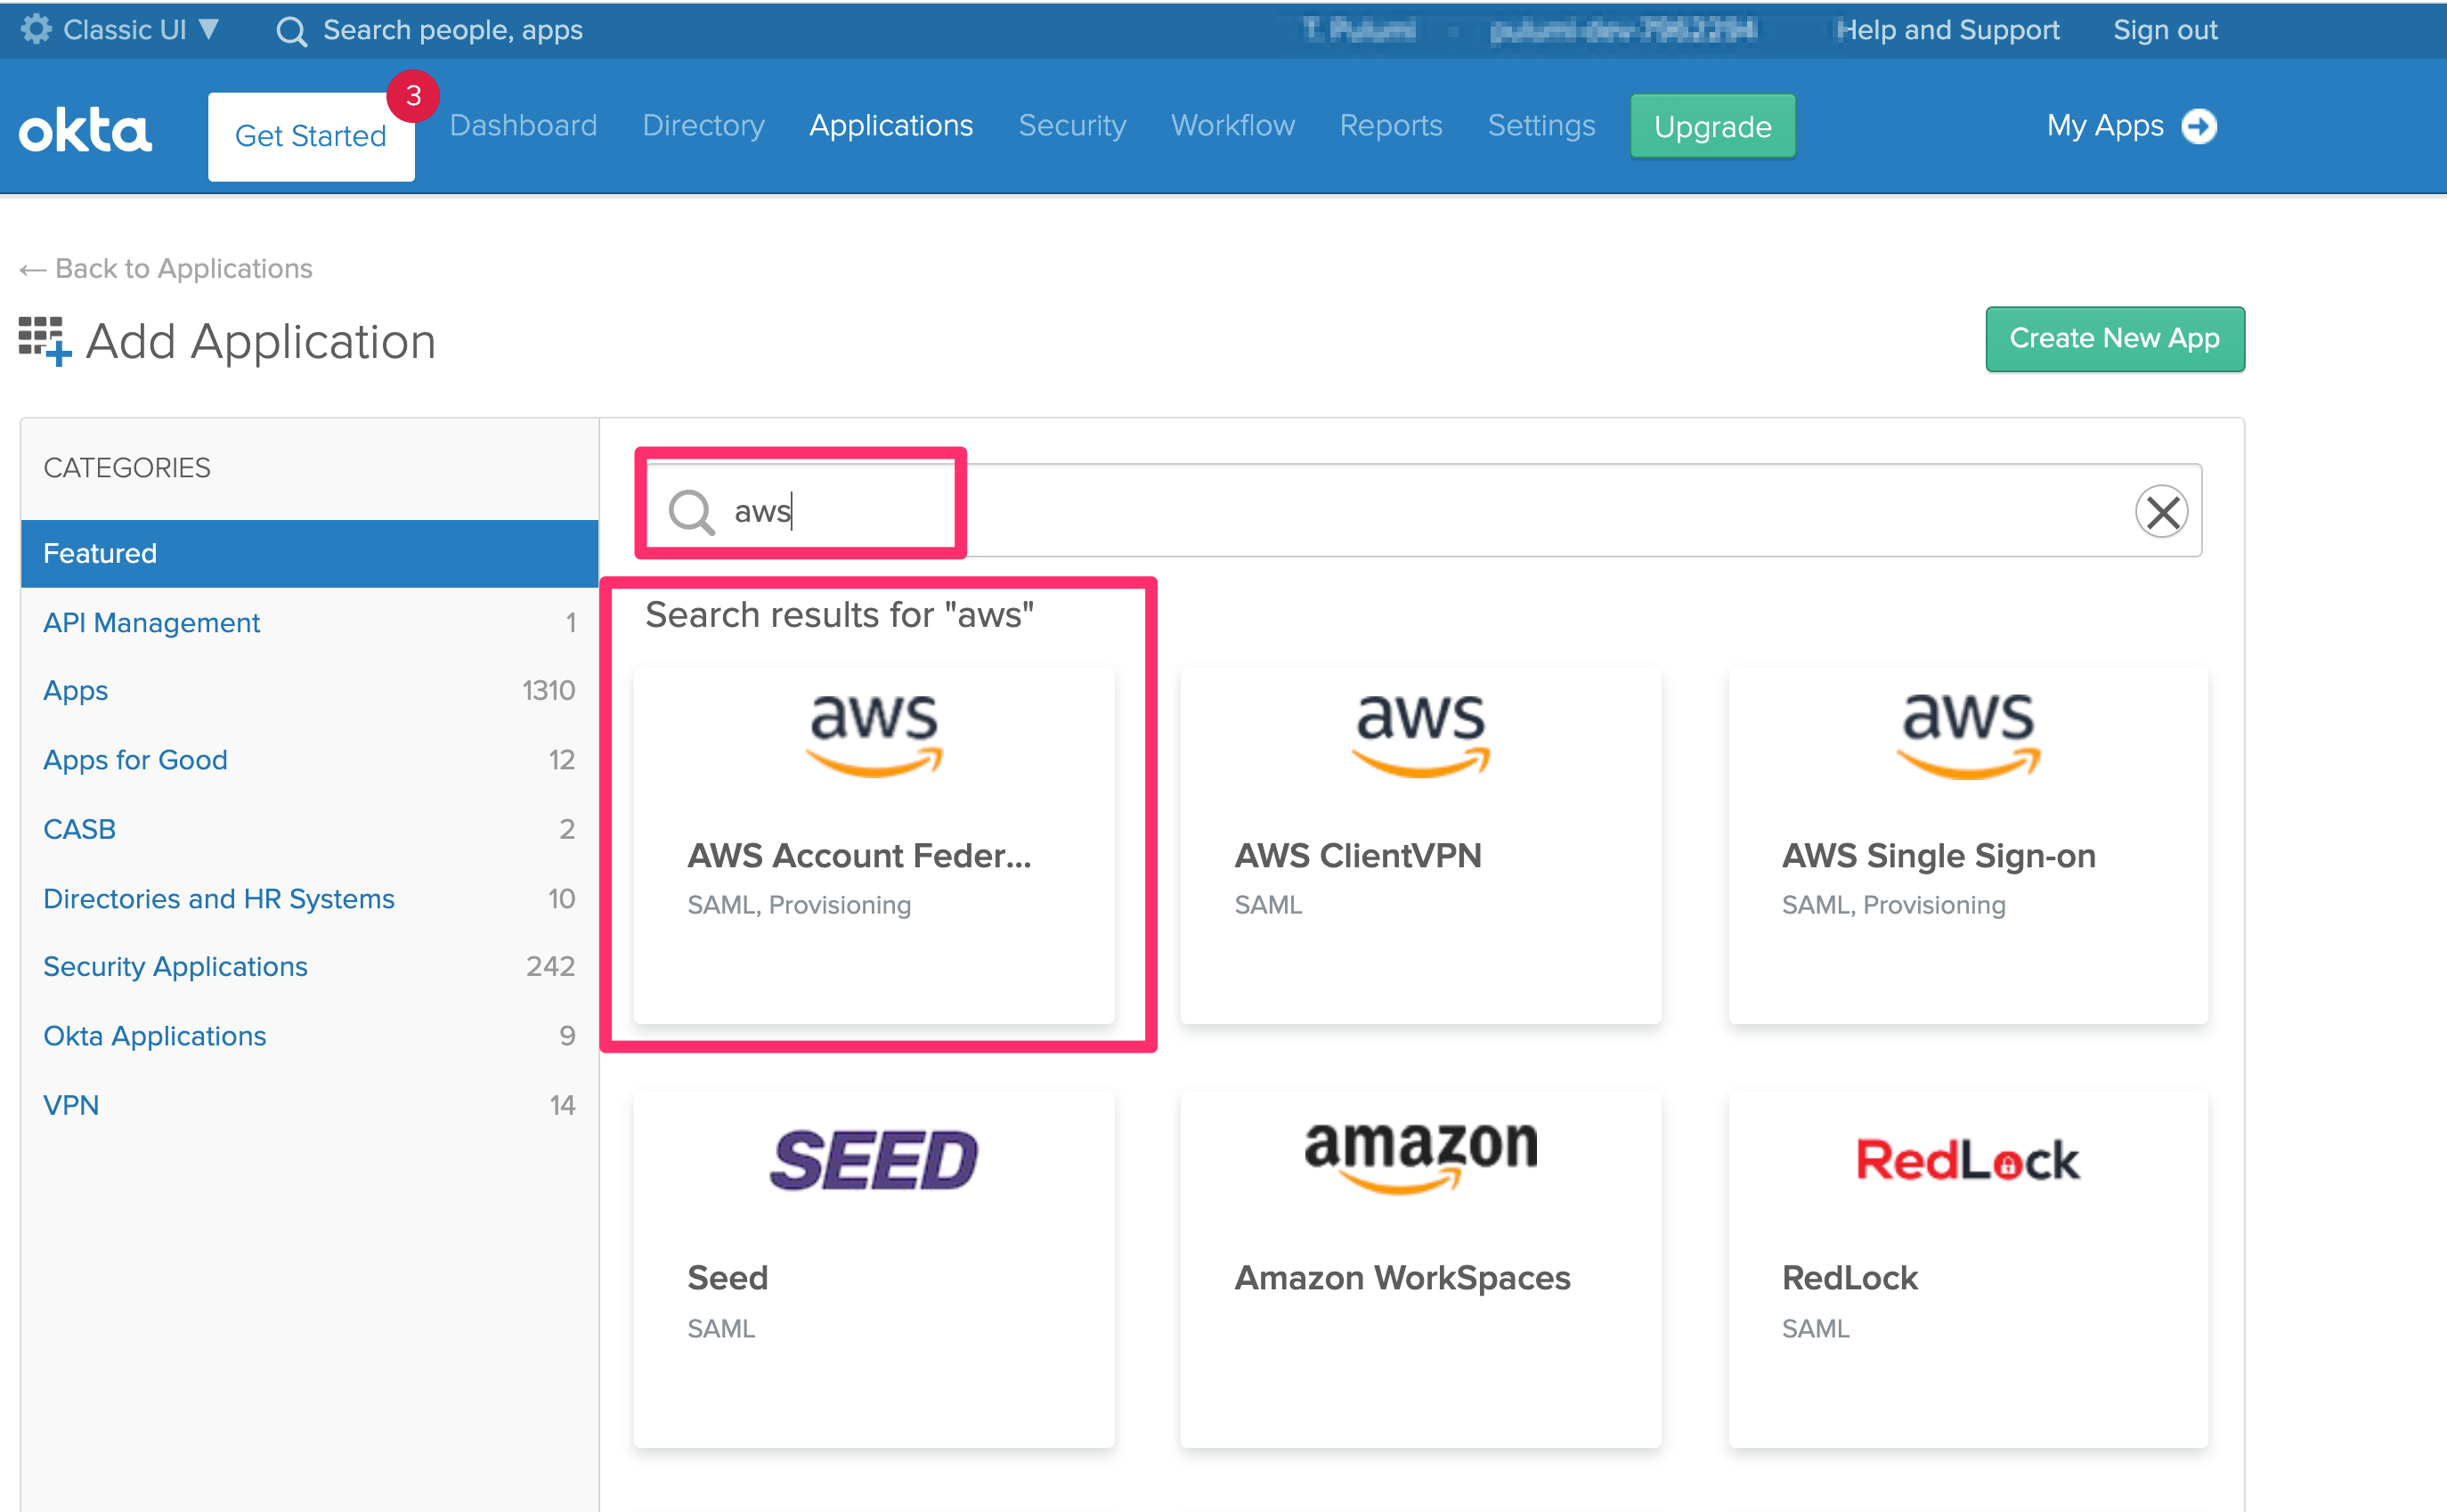 Classic UI ▼ Search people, apps Help and Support Sign out
okta Get Started 3 Dashboard Directory Applications Security Workflow Reports Settings Upgrade My Apps
← Back to Applications
Add Application Create New App
CATEGORIES
Featured
API Management 1
Apps 1310
Apps for Good 12
CASB 2
Directories and HR Systems 10
Security Applications 242
Okta Applications 9
VPN 14
aws
Search results for "aws"
aws
AWS Account Feder...
SAML, Provisioning
aws
AWS ClientVPN
SAML
aws
AWS Single Sign-on
SAML, Provisioning
SEED
Seed
SAML
amazon
Amazon WorkSpaces
RedLock
RedLock
SAML